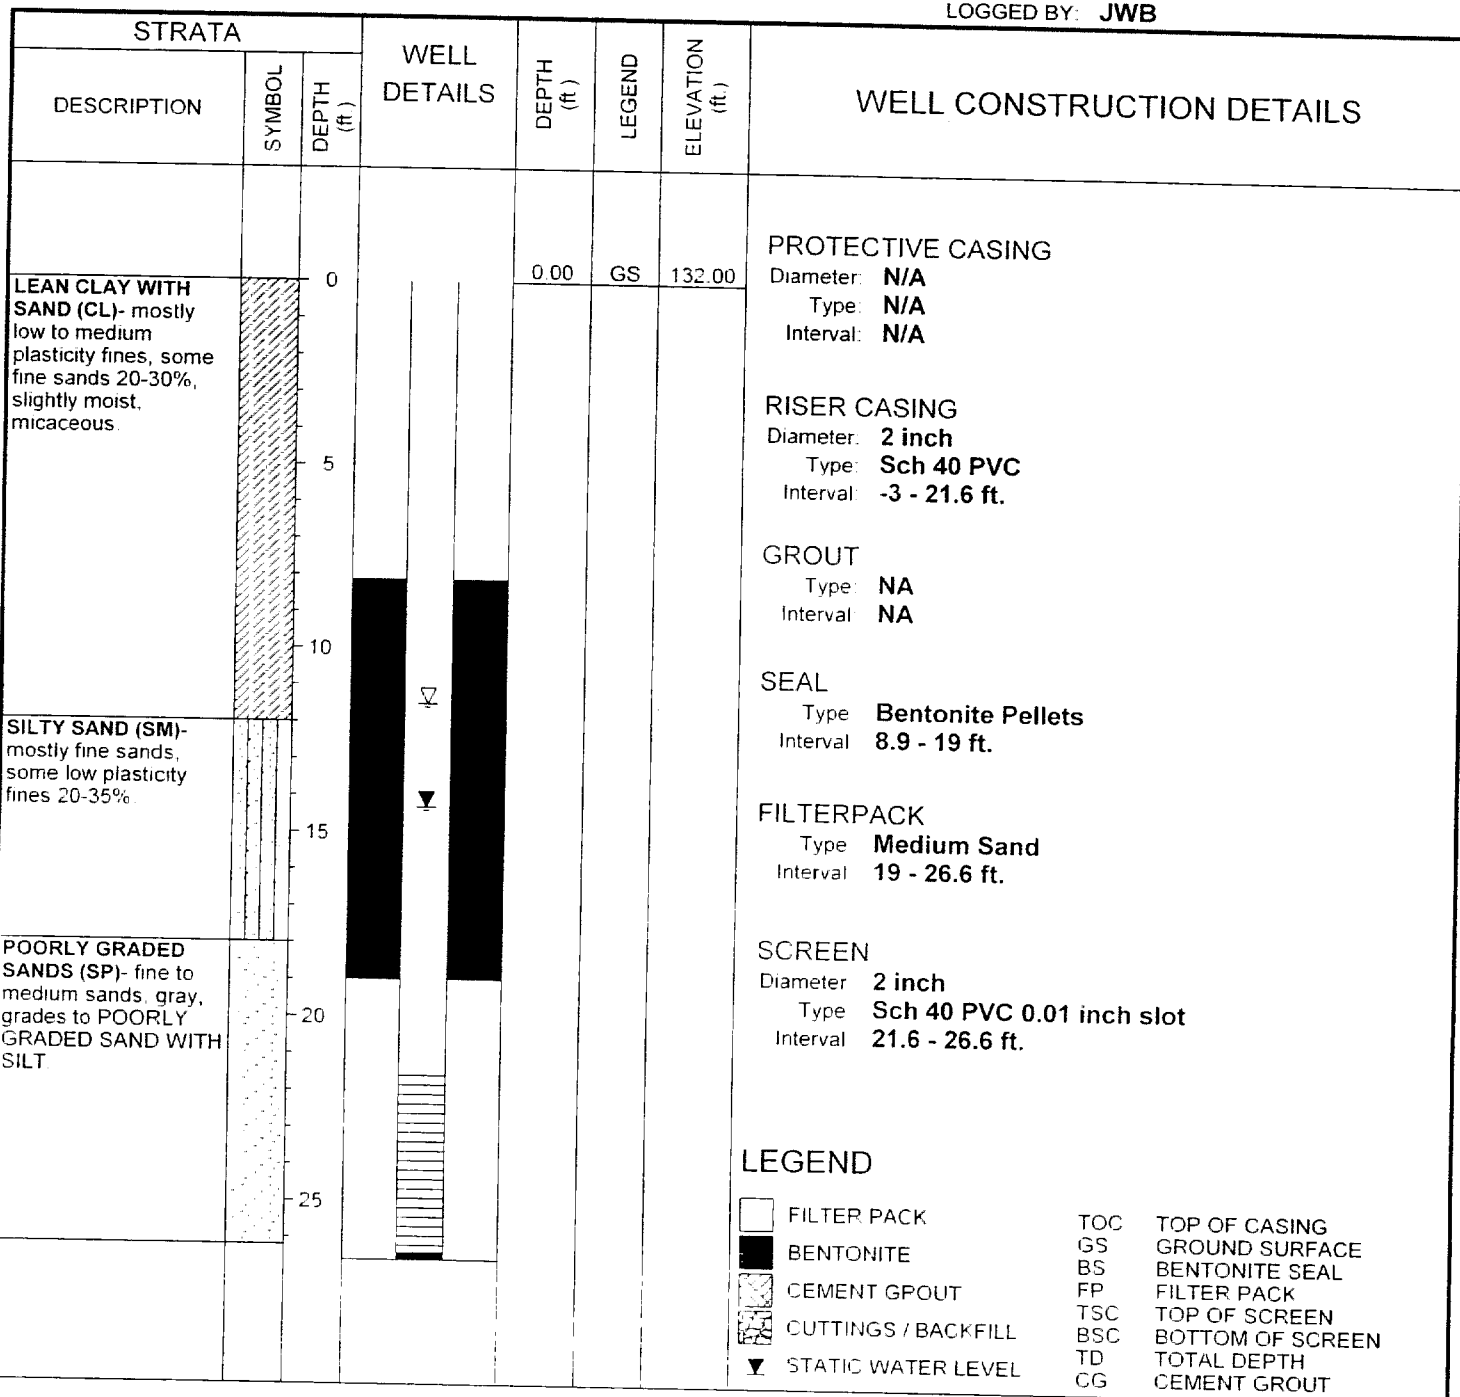 LOGGED BY: JWB
STRATA
DESCRIPTION
SYMBOL
DEPTH
(ft.)
WELL
DETAILS
DEPTH
(ft.)
LEGEND
ELEVATION
(ft.)
WELL CONSTRUCTION DETAILS
0
0.00 GS 132.00
LEAN CLAY WITH
SAND (CL)- mostly
low to medium
plasticity fines, some
fine sands 20-30%,
slightly moist,
micaceous.
5
10
SILTY SAND (SM)-
mostly fine sands,
some low plasticity
fines 20-35%
15
POORLY GRADED
SANDS (SP)- fine to
medium sands, gray,
grades to POORLY
GRADED SAND WITH
SILT.
20
25
PROTECTIVE CASING
Diameter: N/A
Type: N/A
Interval: N/A
RISER CASING
Diameter: 2 inch
Type: Sch 40 PVC
Interval: -3 - 21.6 ft.
GROUT
Type: NA
Interval NA
SEAL
Type Bentonite Pellets
Interval 8.9 - 19 ft.
FILTERPACK
Type Medium Sand
Interval 19 - 26.6 ft.
SCREEN
Diameter 2 inch
Type Sch 40 PVC 0.01 inch slot
Interval 21.6 - 26.6 ft.
LEGEND
FILTER PACK
BENTONITE
CEMENT GPOUT
CUTTINGS / BACKFILL
STATIC WATER LEVEL
TOC TOP OF CASING
GS GROUND SURFACE
BS BENTONITE SEAL
FP FILTER PACK
TSC TOP OF SCREEN
BSC BOTTOM OF SCREEN
TD TOTAL DEPTH
CG CEMENT GROUT